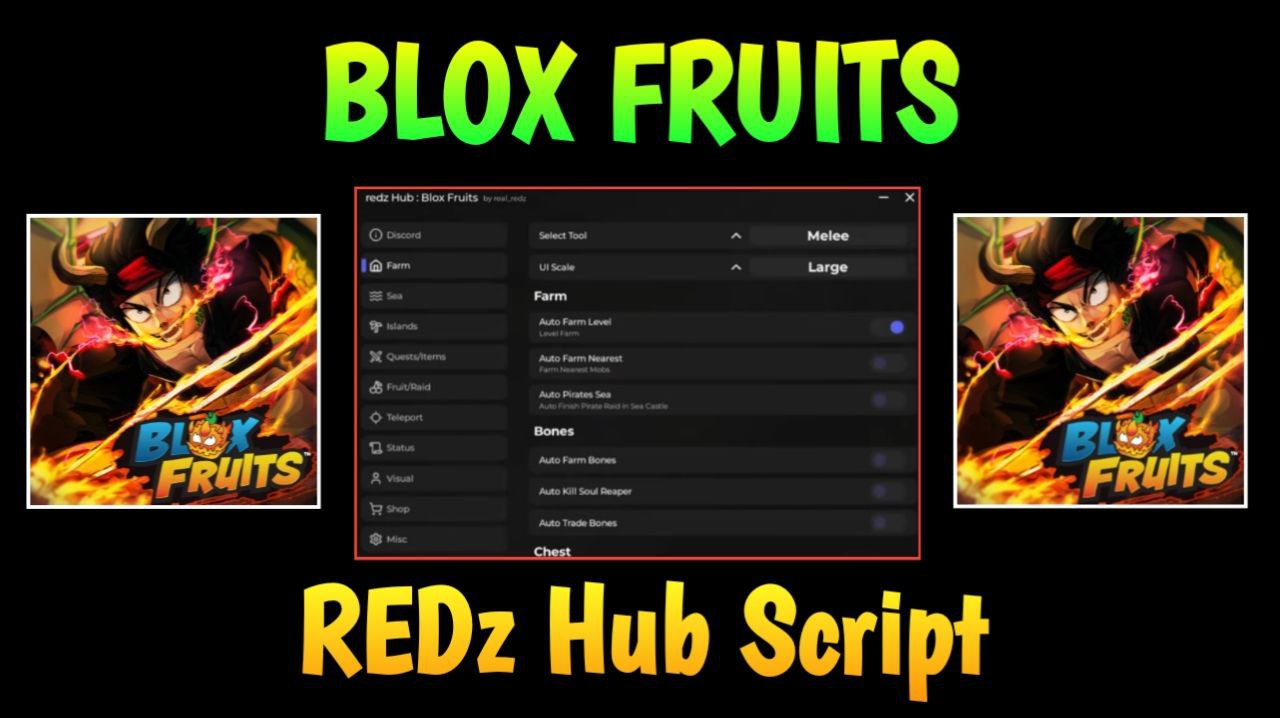 BLOX FRUITS
redz Hub : Blox Fruits by real_redz
Discord
Farm
Sea
Islands
Quests/Items
Fruit/Raid
Teleport
Status
Visual
Shop
Misc
Select Tool
Melee
UI Scale
Large
Farm
Auto Farm Level
Level Farm
Auto Farm Nearest
Farm Nearest Mobs
Auto Pirates Sea
Auto Finish Pirate Raid in Sea Castle
Bones
Auto Farm Bones
Auto Kill Soul Reaper
Auto Trade Bones
Chest
BLOX
FRUITS™
BLOX
FRUITS™
REDz Hub Script